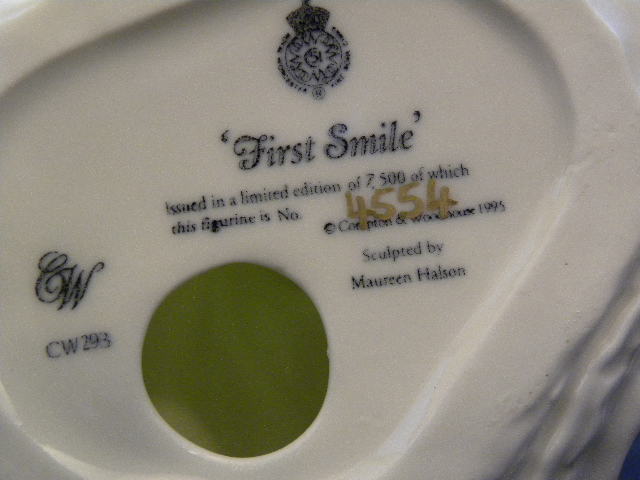 'First Smile'
Issued in a limited edition of 7,500 of which
this figurine is No. 4554
© Compton & Woodhouse 1995
Sculpted by
Maureen Halson
CW
CW293